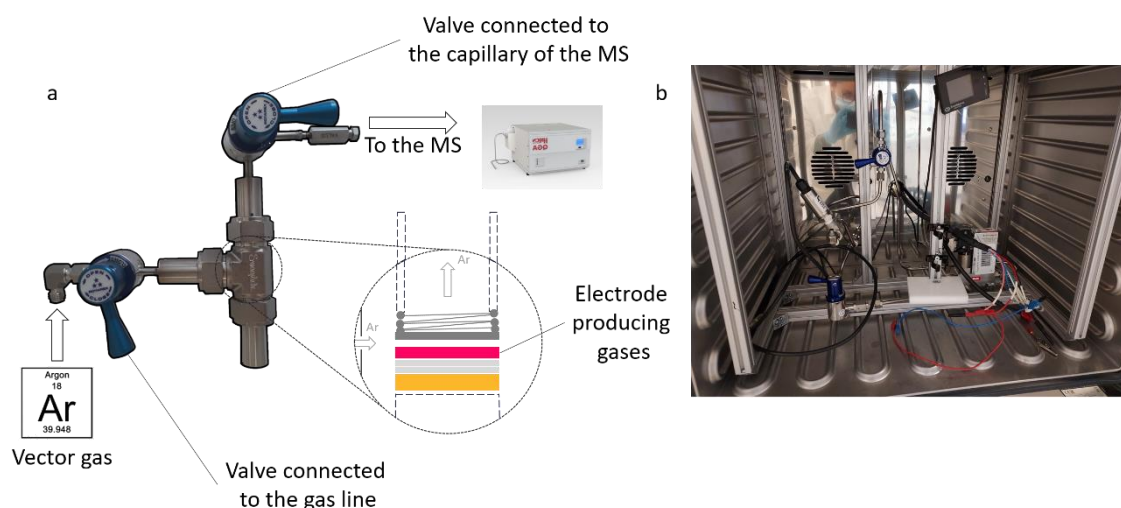 Valve connected to
the capillary of the MS
a
b
OPEN
To the MS
Ar
Ar
Electrode
producing
gases
Argon
18
Ar
39.948
Vector gas
Valve connected
to the gas line